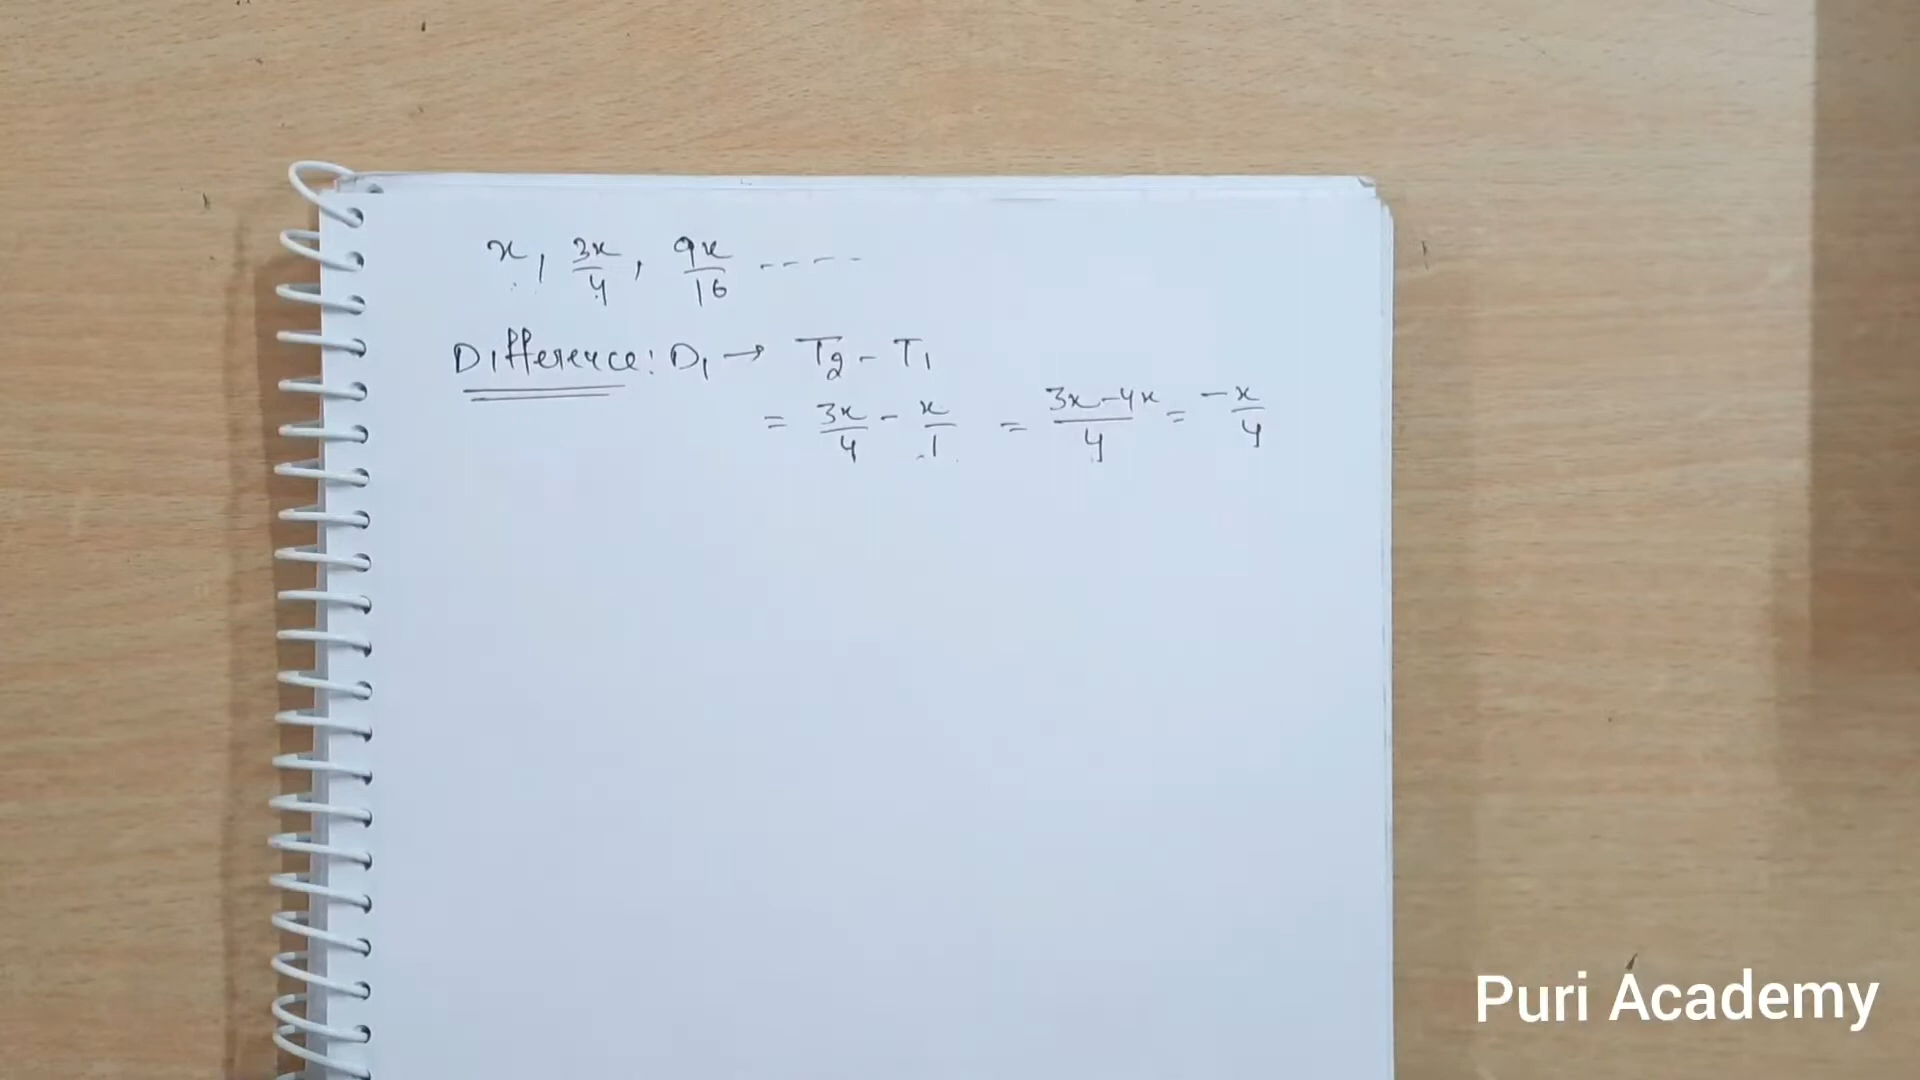 x, 3x/4, 9x/16 ----
Difference: D₁ → T₂ - T₁
= 3x/4 - x/1 = 3x-4x/4 = -x/4
Puri Academy